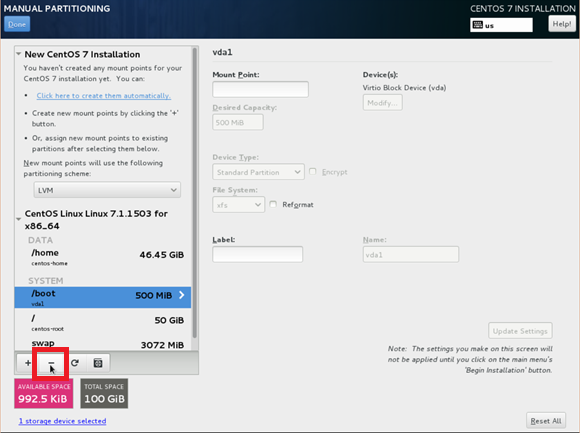 MANUAL PARTITIONING
CENTOS 7 INSTALLATION
Done
us
Help!
New CentOS 7 Installation
You haven't created any mount points for your
CentOS 7 installation yet. You can:
Click here to create them automatically.
Create new mount points by clicking the '+'
button.
Or, assign new mount points to existing
partitions after selecting them below.
New mount points will use the following
partitioning scheme:
LVM
CentOS Linux Linux 7.1.1503 for
x86_64
DATA
/home 46.45 GiB
centos-home
SYSTEM
/boot 500 MiB
vda1
/ 50 GiB
centos-root
swap 3072 MiB
+ −
AVAILABLE SPACE
992.5 KiB
TOTAL SPACE
100 GiB
1 storage device selected
vda1
Mount Point:
Device(s):
Virtio Block Device (vda)
Modify...
Desired Capacity:
500 MiB
Device Type:
Standard Partition
Encrypt
File System:
xfs
Reformat
Label:
Name:
vda1
Update Settings
Note: The settings you make on this screen will
not be applied until you click on the main menu's
'Begin Installation' button.
Reset All